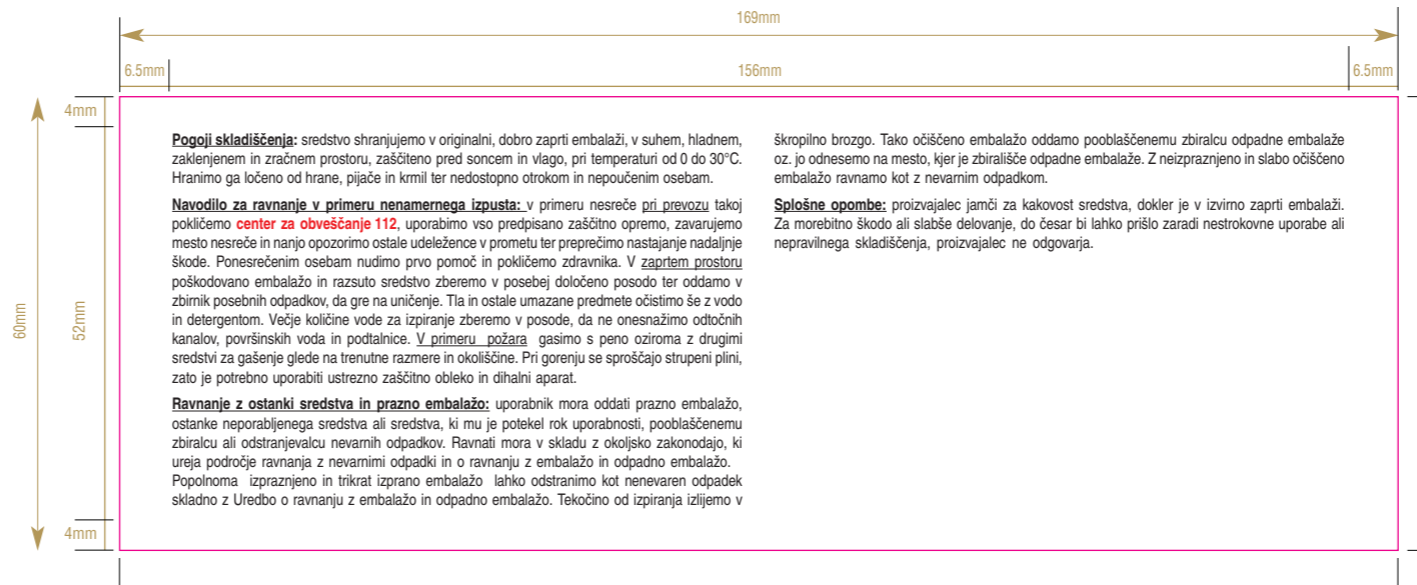 169mm
6.5mm
156mm
6.5mm
4mm
60mm
52mm
4mm
Pogoji skladiščenja: sredstvo shranjujemo v originalni, dobro zaprti embalaži, v suhem, hladnem,
zaklenjenem in zračnem prostoru, zaščiteno pred soncem in vlago, pri temperaturi od 0 do 30°C.
Hranimo ga ločeno od hrane, pijače in krmil ter nedostopno otrokom in nepoučenim osebam.
Navodilo za ravnanje v primeru nenamernega izpusta: v primeru nesreče pri prevozu takoj
pokličemo center za obveščanje 112, uporabimo vso predpisano zaščitno opremo, zavarujemo
mesto nesreče in nanjo opozorimo ostale udeležence v prometu ter preprečimo nastajanje nadaljnje
škode. Ponesrečenim osebam nudimo prvo pomoč in pokličemo zdravnika. V zaprtem prostoru
poškodovano embalažo in razsuto sredstvo zberemo v posebej določeno posodo ter oddamo v
zbirnik posebnih odpadkov, da gre na uničenje. Tla in ostale umazane predmete očistimo še z vodo
in detergentom. Večje količine vode za izpiranje zberemo v posode, da ne onesnažimo odtočnih
kanalov, površinskih voda in podtalnice. V primeru požara gasimo s peno oziroma z drugimi
sredstvi za gašenje glede na trenutne razmere in okoliščine. Pri gorenju se sproščajo strupeni plini,
zato je potrebno uporabiti ustrezno zaščitno obleko in dihalni aparat.
Ravnanje z ostanki sredstva in prazno embalažo: uporabnik mora oddati prazno embalažo,
ostanke neporabljenega sredstva ali sredstva, ki mu je potekel rok uporabnosti, pooblaščenemu
zbiralcu ali odstranjevalcu nevarnih odpadkov. Ravnati mora v skladu z okoljsko zakonodajo, ki
ureja področje ravnanja z nevarnimi odpadki in o ravnanju z embalažo in odpadno embalažo.
Popolnoma izpraznjeno in trikrat izprano embalažo lahko odstranimo kot nenevaren odpadek
skladno z Uredbo o ravnanju z embalažo in odpadno embalažo. Tekočino od izpiranja izlijemo v
škropilno brozgo. Tako očiščeno embalažo oddamo pooblaščenemu zbiralcu odpadne embalaže
oz. jo odnesemo na mesto, kjer je zbirališče odpadne embalaže. Z neizpraznjeno in slabo očiščeno
embalažo ravnamo kot z nevarnim odpadkom.
Splošne opombe: proizvajalec jamči za kakovost sredstva, dokler je v izvirno zaprti embalaži.
Za morebitno škodo ali slabše delovanje, do česar bi lahko prišlo zaradi nestrokovne uporabe ali
nepravilnega skladiščenja, proizvajalec ne odgovarja.